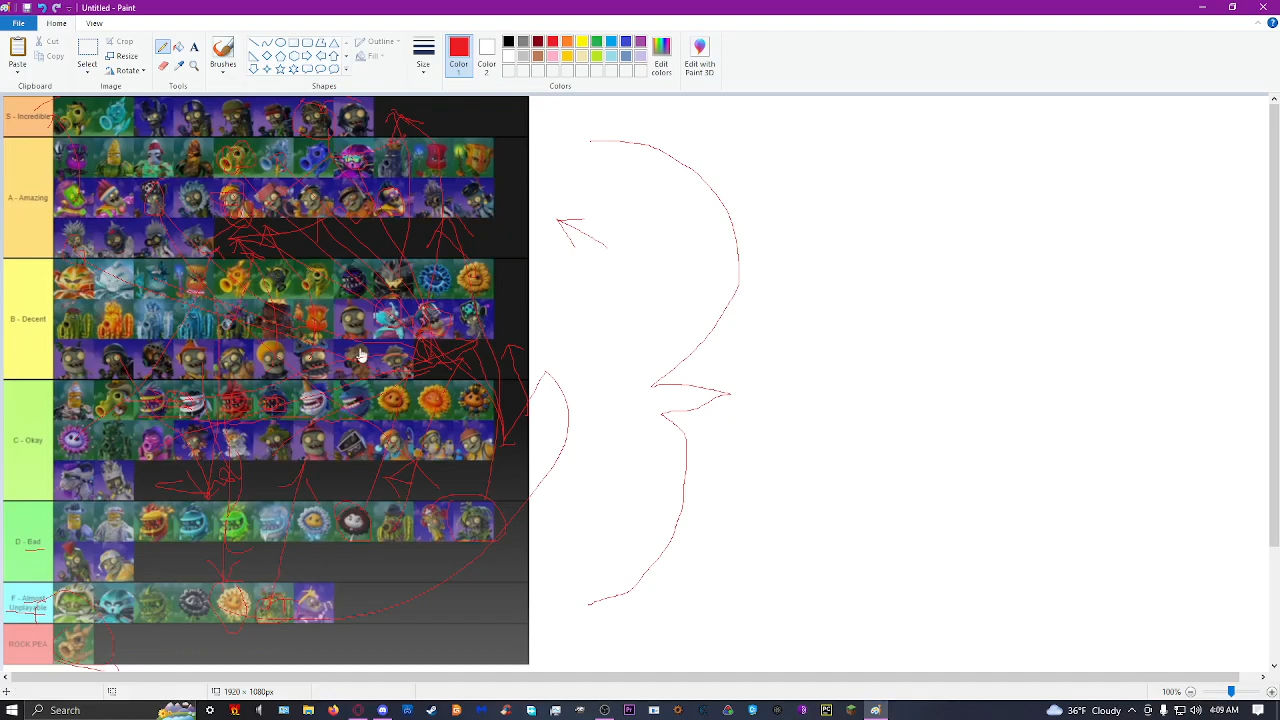 Untitled - Paint
File
Home
View
Paste
Cut
Copy
Clipboard
Select
Crop
Resize
Rotate
Image
Tools
Brushes
Outline
Fill
Shapes
Size
Color 1
Color 2
Edit colors
Edit with Paint 3D
Colors
S - Incredible
A - Amazing
B - Decent
C - Okay
D - Bad
F - Almost
Unplayable
ROCK PEA
1920 × 1080px
100%
Search
36°F Cloudy
4:09 AM